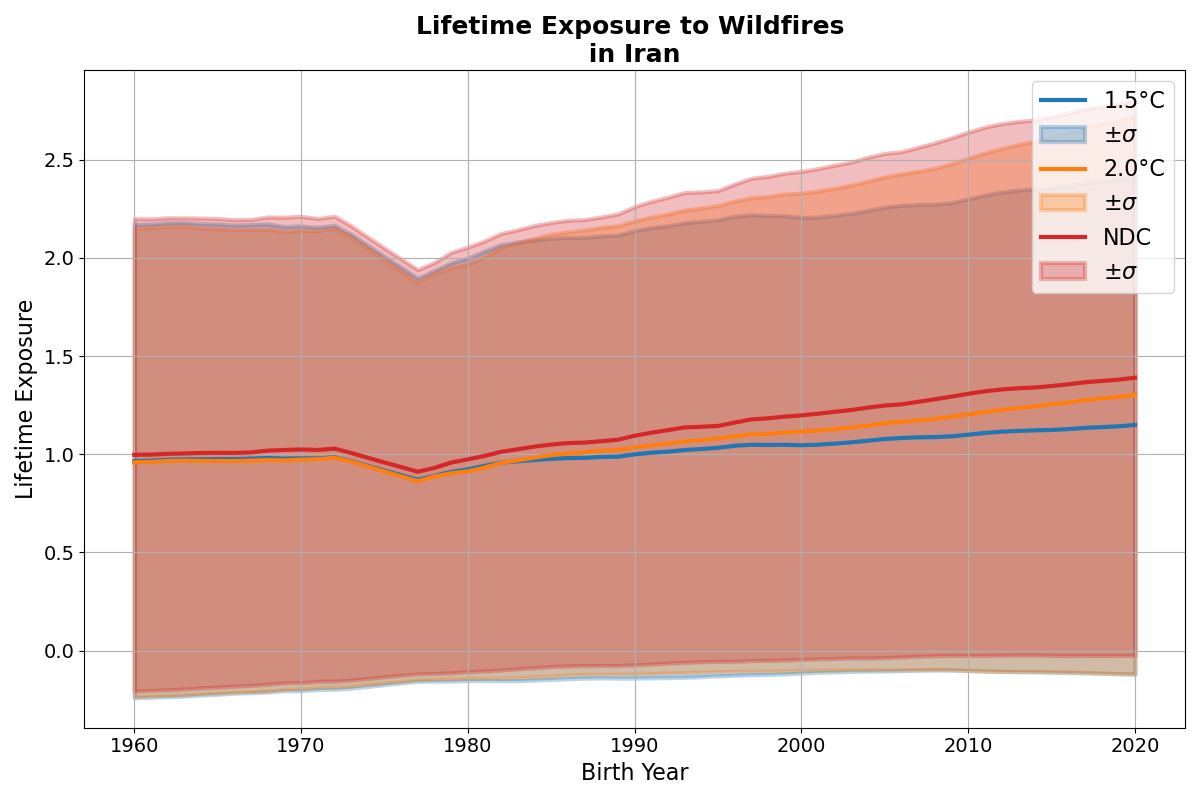 Lifetime Exposure to Wildfires
in Iran
Lifetime Exposure
2.5
2.0
1.5
1.0
0.5
0.0
1960
1970
1980
1990
2000
2010
2020
Birth Year
1.5°C
±σ
2.0°C
±σ
NDC
±σ